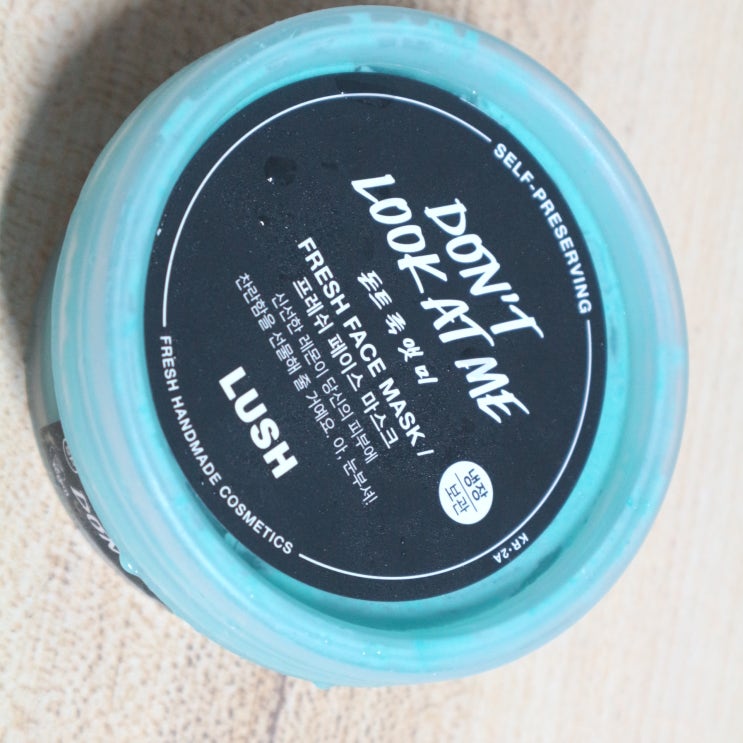 SELF-PRESERVING
DON'T
LOOK AT ME
돈트 룩 앳 미
FRESH FACE MASK /
프레쉬 페이스 마스크
신선한 레몬이 당신의 피부에
찬란함을 선물해 줄 거예요. 아, 눈부셔!
LUSH
냉장
보관
KR-2A
FRESH HANDMADE COSMETICS